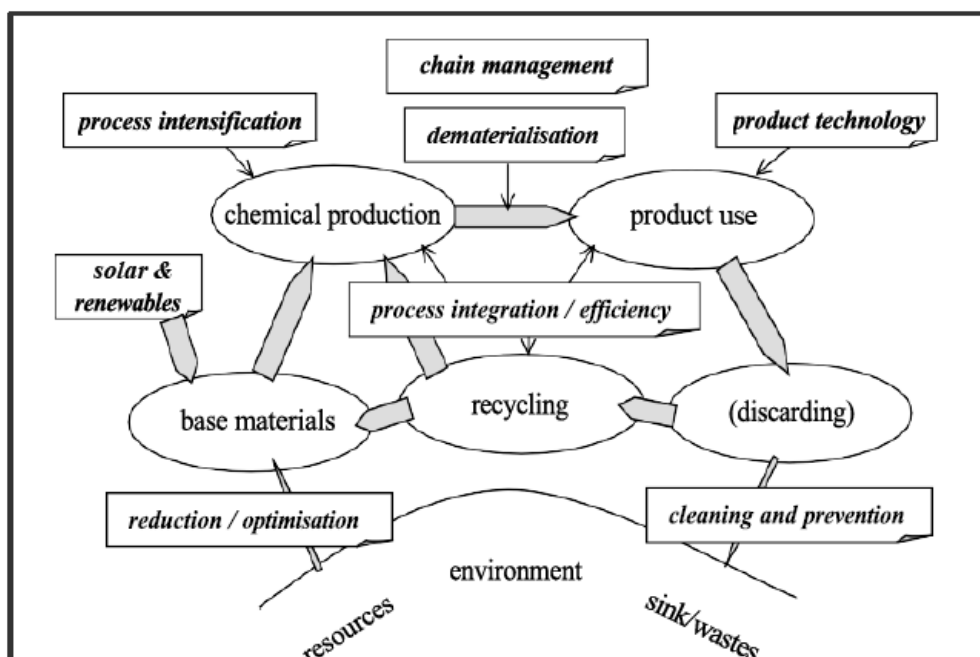 chain management
process intensification
dematerialisation
product technology
chemical production
product use
solar &
renewables
process integration / efficiency
base materials
recycling
(discarding)
reduction / optimisation
cleaning and prevention
environment
resources
sink/wastes